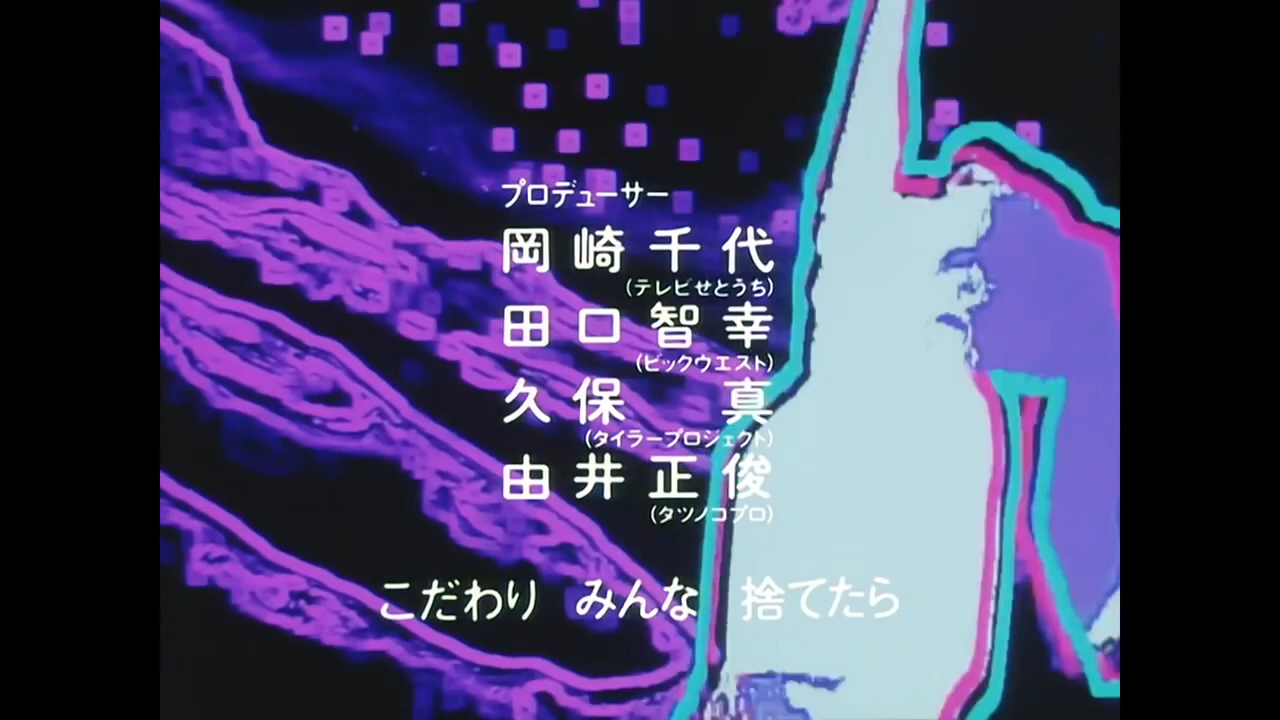 プロデューサー
岡崎千代
(テレビせとうち)
田口智幸
(ビックウエスト)
久保 真
(タイラープロジェクト)
由井正俊
(タツノコプロ)
こだわり みんな 捨てたら